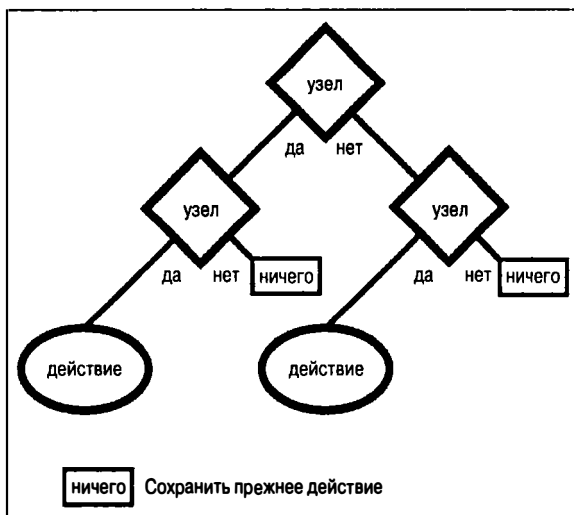 узел
да нет
узел
узел
да нет ничего
да нет ничего
действие
действие
ничего Сохранить прежнее действие